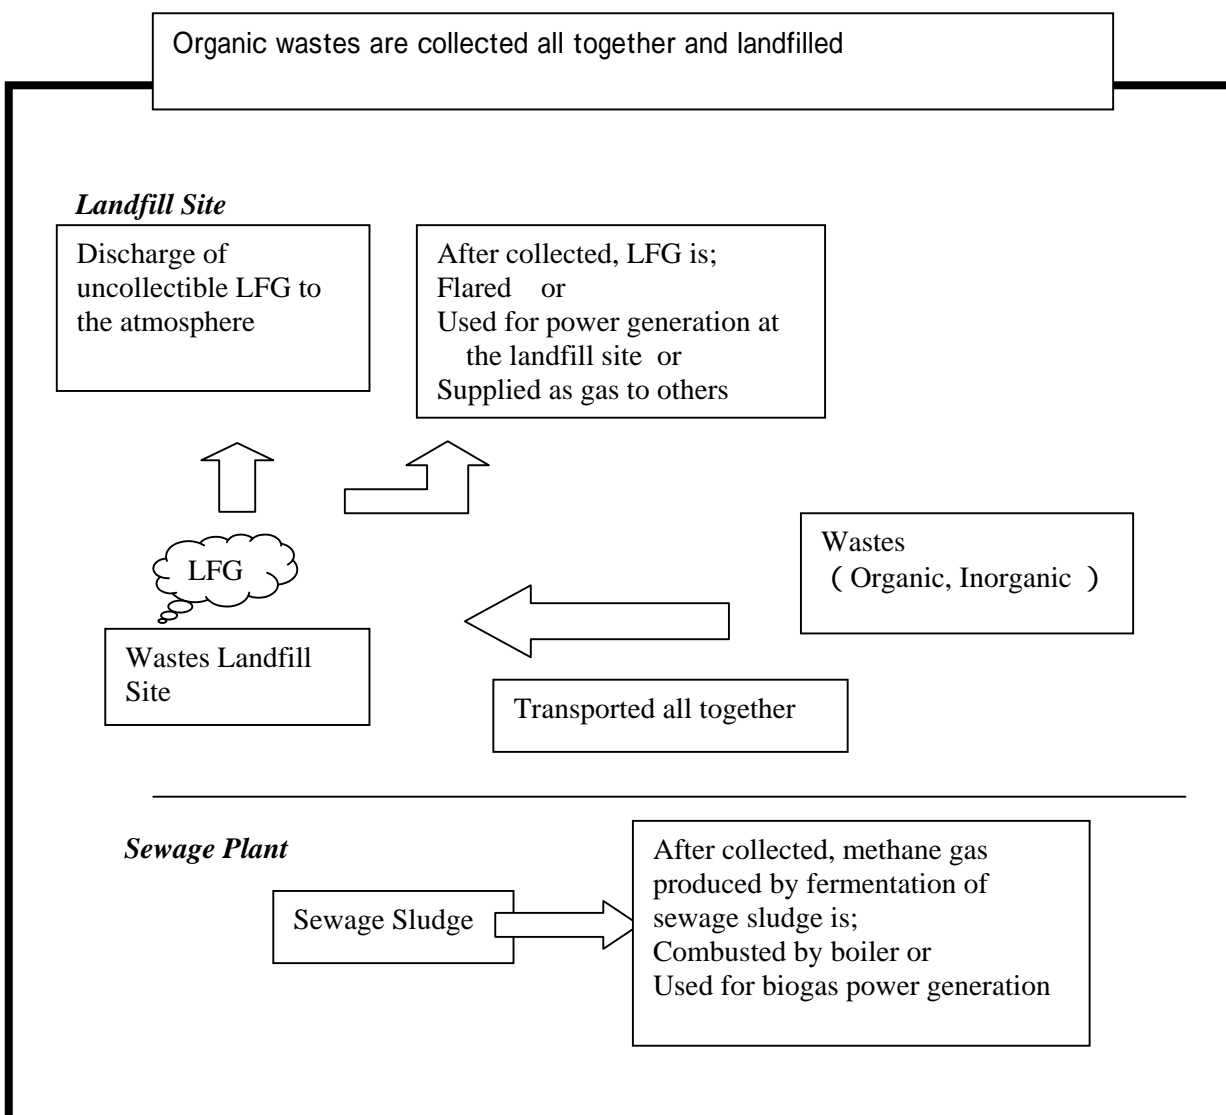 Organic wastes are collected all together and landfilled
Landfill Site
Discharge of
uncollectible LFG to
the atmosphere
After collected, LFG is;
Flared or
Used for power generation at
the landfill site or
Supplied as gas to others
LFG
Wastes Landfill
Site
Wastes
( Organic, Inorganic )
Transported all together
Sewage Plant
Sewage Sludge
After collected, methane gas
produced by fermentation of
sewage sludge is;
Combusted by boiler or
Used for biogas power generation